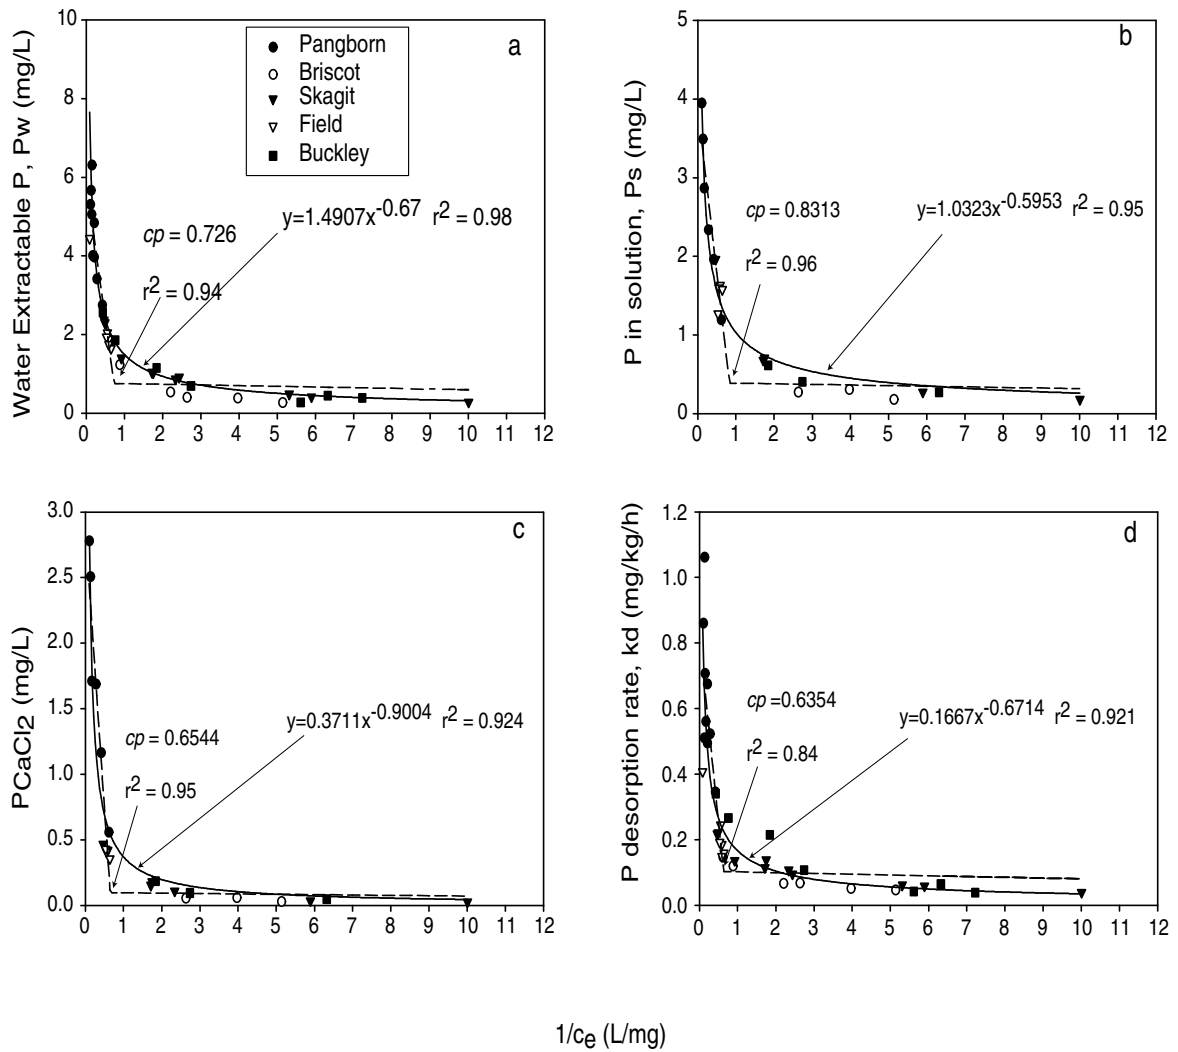 10
8
6
4
2
0
Water Extractable P, Pw (mg/L)
Pangborn
Briscot
Skagit
Field
Buckley
a
y=1.4907x-0.67 r2 = 0.98
cp = 0.726
r2 = 0.94
0 1 2 3 4 5 6 7 8 9 10 11 12
5
4
3
2
1
0
P in solution, Ps (mg/L)
b
cp = 0.8313
y=1.0323x-0.5953 r2 = 0.95
r2 = 0.96
0 1 2 3 4 5 6 7 8 9 10 11 12
3.0
2.5
2.0
1.5
1.0
0.5
0.0
PCaCl2 (mg/L)
c
y=0.3711x-0.9004 r2 = 0.924
cp = 0.6544
r2 = 0.95
0 1 2 3 4 5 6 7 8 9 10 11 12
1.2
1.0
0.8
0.6
0.4
0.2
0.0
P desorption rate, kd (mg/kg/h)
d
cp = 0.6354
y=0.1667x-0.6714 r2 = 0.921
r2 = 0.84
0 1 2 3 4 5 6 7 8 9 10 11 12
1/ce (L/mg)